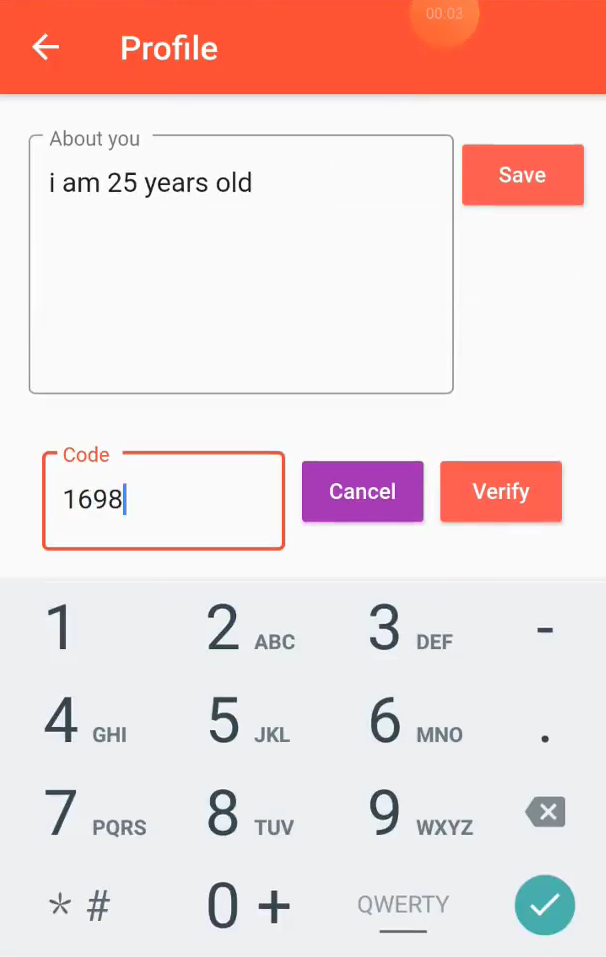 00:03
Profile
About you
i am 25 years old
Save
Code
1698
Cancel
Verify
1 2 ABC 3 DEF -
4 GHI 5 JKL 6 MNO .
7 PQRS 8 TUV 9 WXYZ
* # 0 + QWERTY